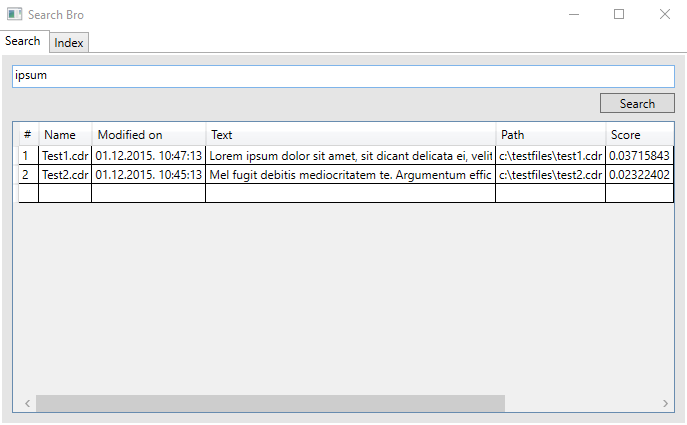 Search Bro
Search Index
ipsum
Search
# Name Modified on Text Path Score
1 Test1.cdr 01.12.2015. 10:47:13 Lorem ipsum dolor sit amet, sit dicant delicata ei, velit c:\testfiles\test1.cdr 0.03715843
2 Test2.cdr 01.12.2015. 10:45:13 Mel fugit debitis mediocritatem te. Argumentum effic c:\testfiles\test2.cdr 0.02322402